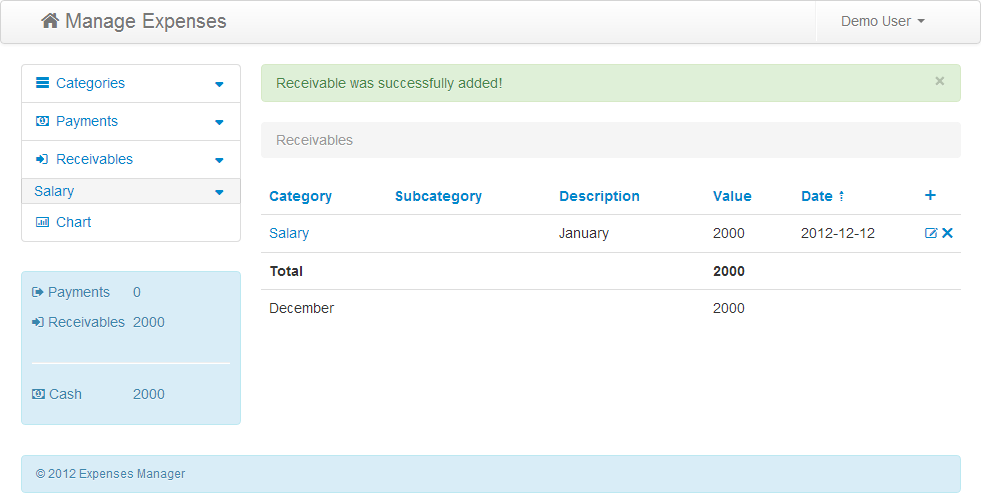 Manage Expenses
Demo User
Categories
Payments
Receivables
Salary
Chart
Payments 0
Receivables 2000
Cash 2000
Receivable was successfully added!
×
Receivables
Category Subcategory Description Value Date
Salary January 2000 2012-12-12
Total 2000
December 2000
© 2012 Expenses Manager